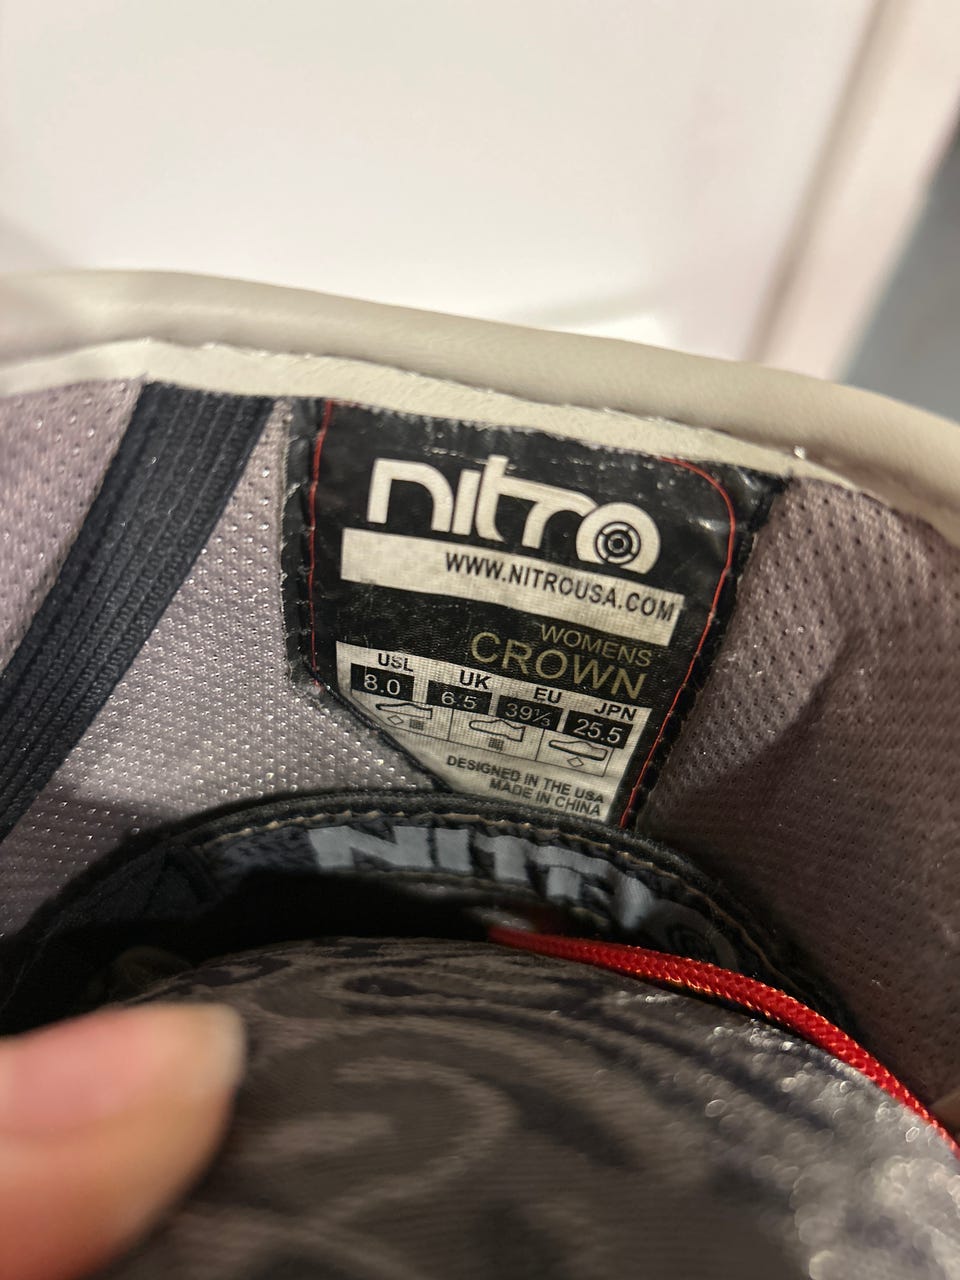 nitro
WWW.NITROUSA.COM
WOMENS
CROWN
USL UK EU JPN
8.0 6.5 39⅓ 25.5
DESIGNED IN THE USA
MADE IN CHINA
NITRO